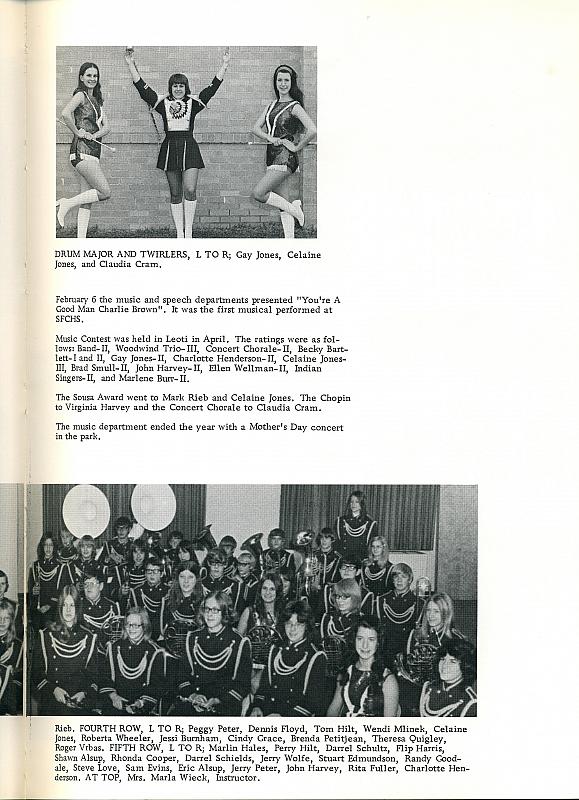 DRUM MAJOR AND TWIRLERS, L TO R; Gay Jones, Celaine
Jones, and Claudia Cram.
February 6 the music and speech departments presented "You're A
Good Man Charlie Brown". It was the first musical performed at
SFCHS.
Music Contest was held in Leoti in April. The ratings were as fol-
lows: Band-II, Woodwind Trio-III, Concert Chorale-II, Becky Bart-
lett-I and II, Gay Jones-II, Charlotte Henderson-II, Celaine Jones-
III, Brad Smull-II, John Harvey-II, Ellen Wellman-II, Indian
Singers-II, and Marlene Burr-II.
The Sousa Award went to Mark Rieb and Celaine Jones. The Chopin
to Virginia Harvey and the Concert Chorale to Claudia Cram.
The music department ended the year with a Mother's Day concert
in the park.
Rieb. FOURTH ROW, L TO R; Peggy Peter, Dennis Floyd, Tom Hilt, Wendi Mlinek, Celaine
Jones, Roberta Wheeler, Jessi Burnham, Cindy Grace, Brenda Petitjean, Theresa Quigley,
Roger Vrbas. FIFTH ROW, L TO R; Marlin Hales, Perry Hilt, Darrel Schultz, Flip Harris,
Shawn Alsup, Rhonda Cooper, Darrel Schields, Jerry Wolfe, Stuart Edmundson, Randy Good-
ale, Steve Love, Sam Evins, Eric Alsup, Jerry Peter, John Harvey, Rita Fuller, Charlotte Hen-
derson. AT TOP, Mrs. Marla Wieck, Instructor.